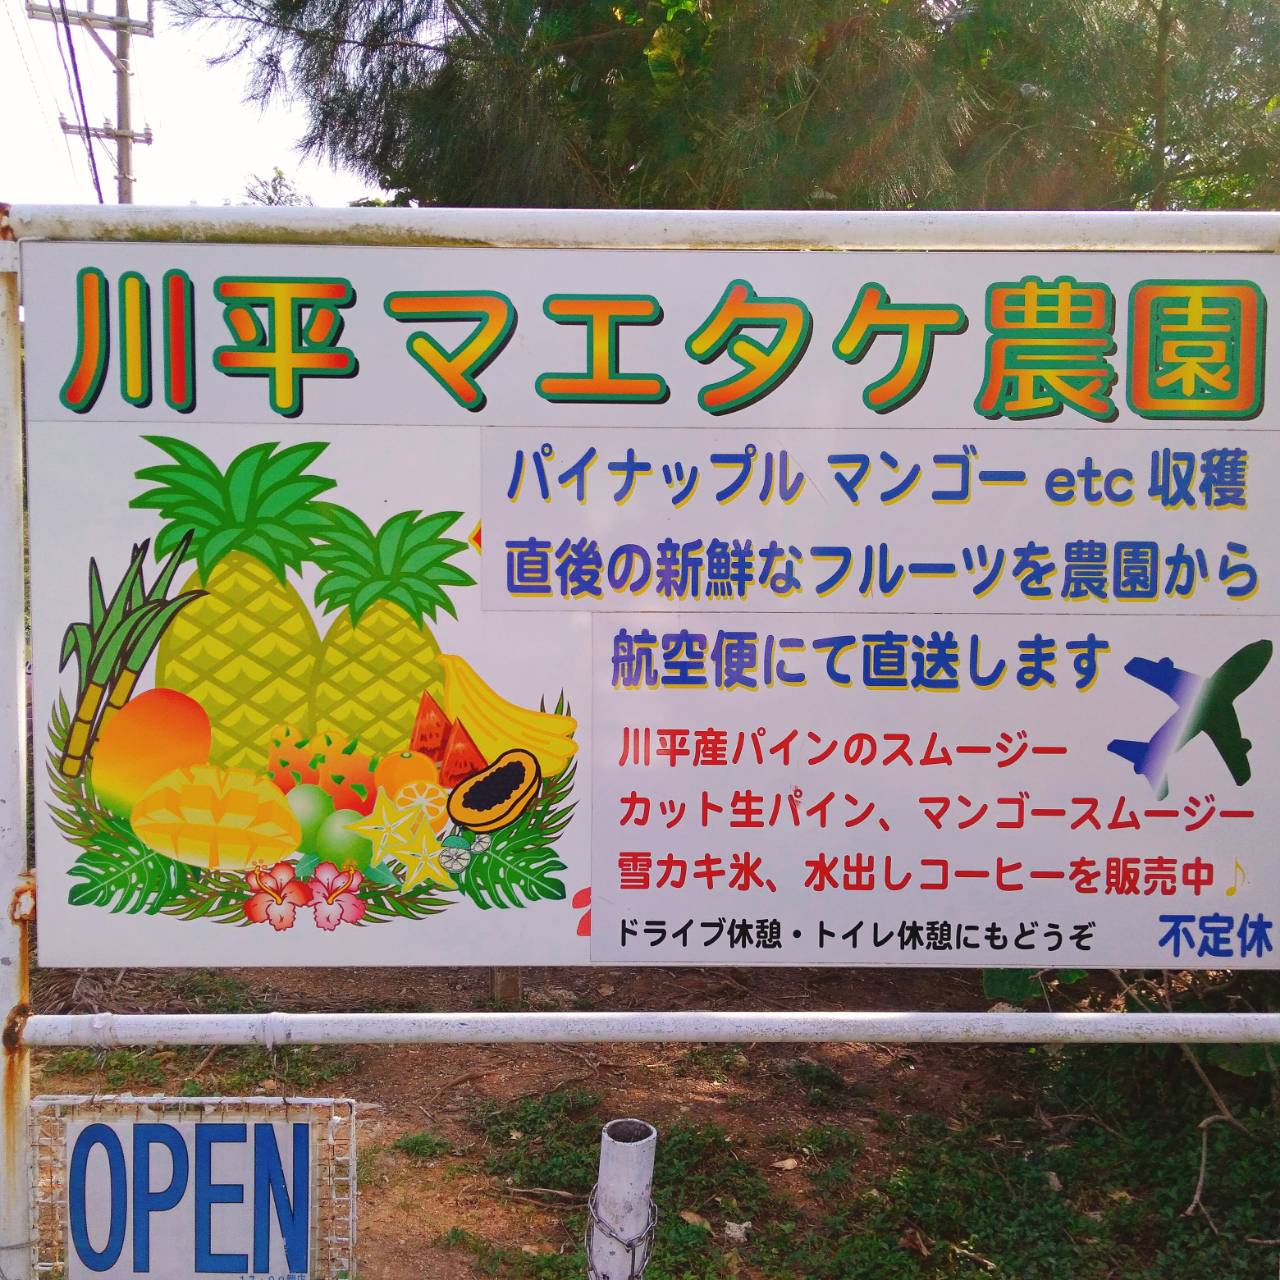 川平マエタケ農園
パイナップル マンゴー etc 収穫
直後の新鮮なフルーツを農園から
航空便にて直送します
川平産パインのスムージー
カット生パイン、マンゴースムージー
雪カキ氷、水出しコーヒーを販売中♪
ドライブ休憩・トイレ休憩にもどうぞ 不定休
OPEN